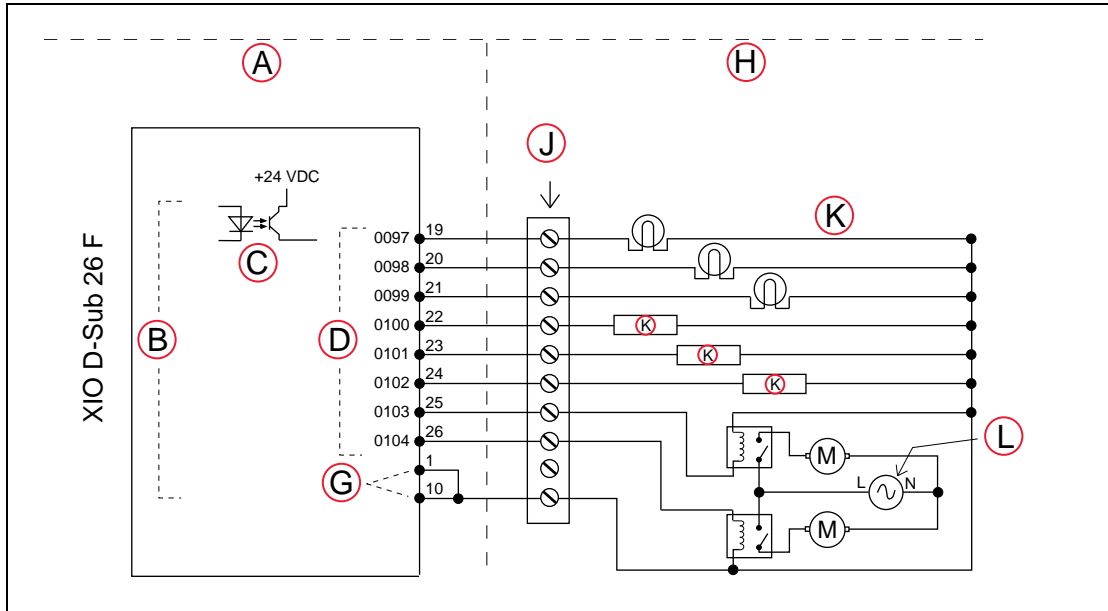 A
H
J
+24 VDC
K
C
XIO D-Sub 26 F
B
D
0097 19
0098 20
0099 21
0100 22
K
0101 23
K
0102 24
K
0103 25
0104 26
M
L
1
G
10
L
N
M